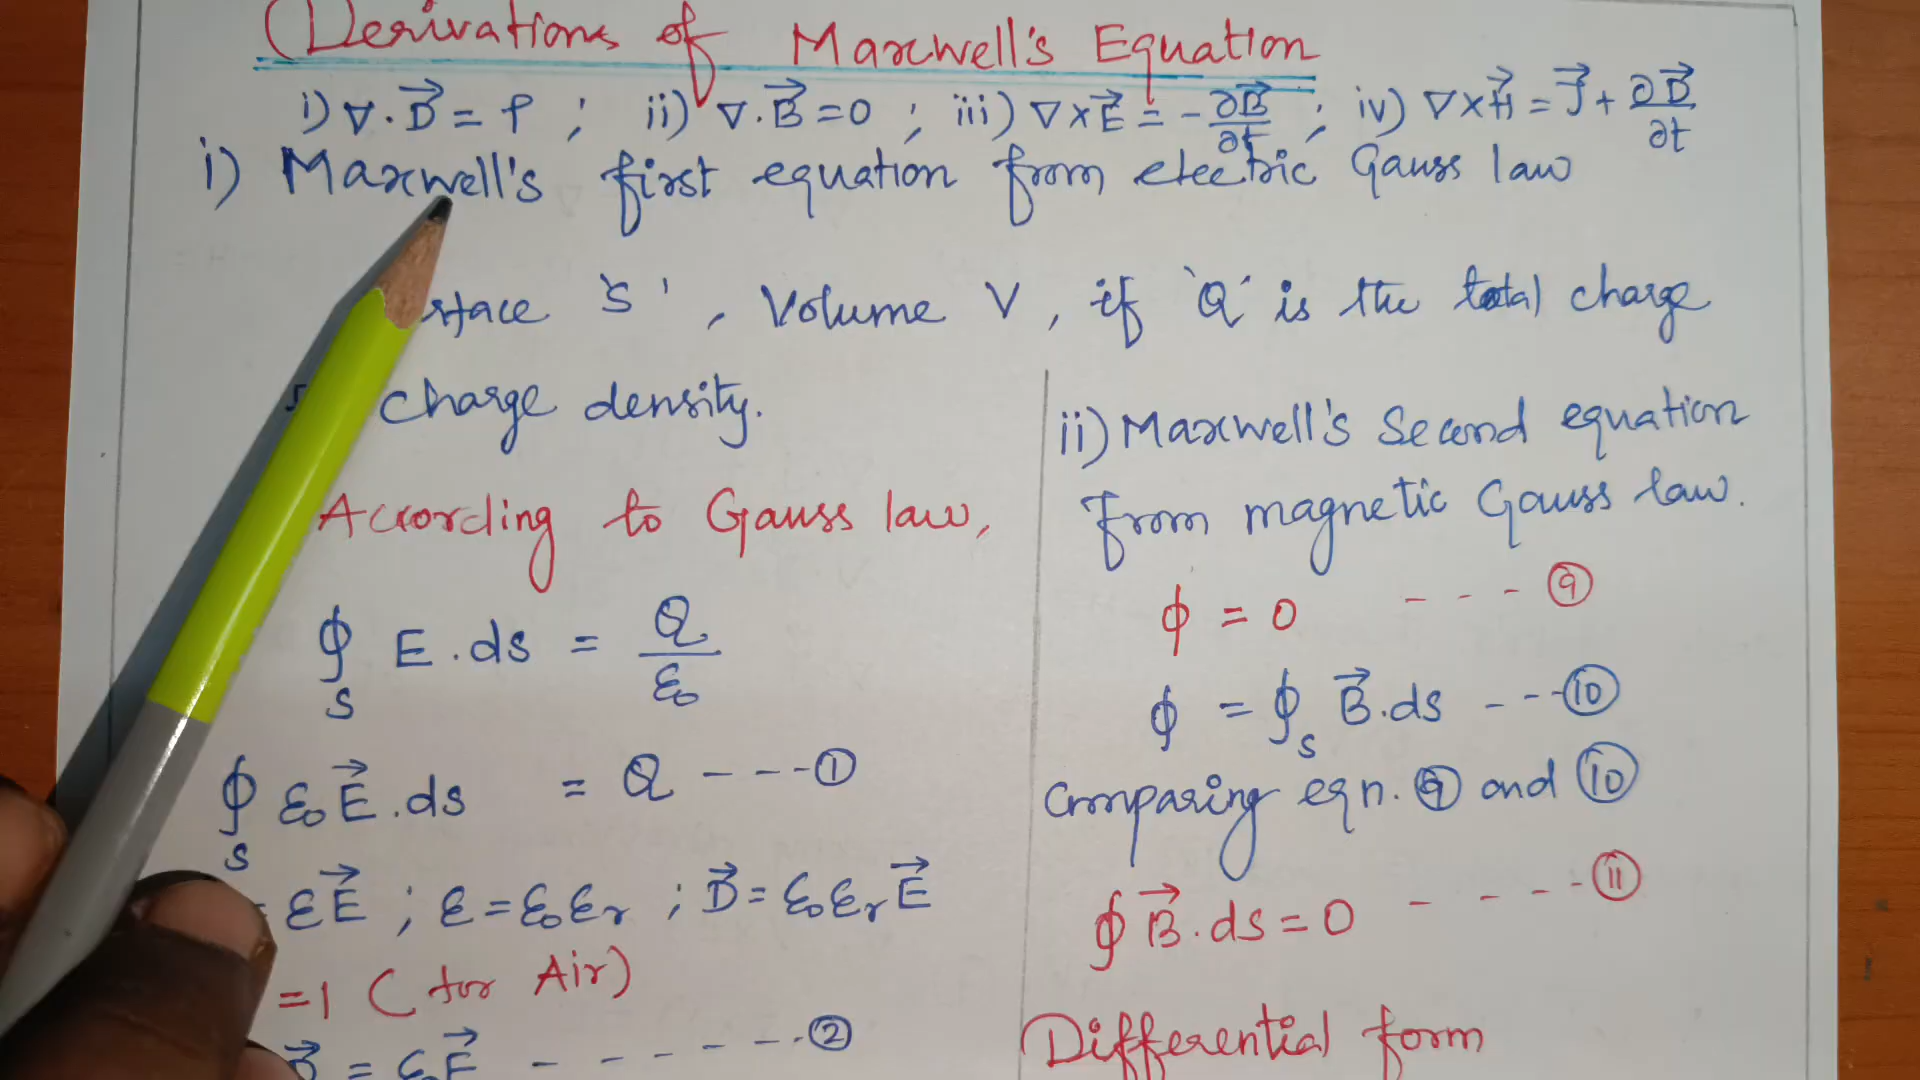 Derivations of Maxwell's Equation
i) ∇.D⃗ = ρ ; ii) ∇.B⃗ = 0 ; iii) ∇×E⃗ = -∂B⃗/∂t ; iv) ∇×H⃗ = J⃗ + ∂D⃗/∂t
i) Maxwell's first equation from electric Gauss law
'S', Volume V, if 'Q' is the total charge
charge density.
According to Gauss law,
∮S E.ds = Q/ε₀
∮S ε₀E⃗.ds = Q ---①
εE⃗ ; ε=ε₀εr ; D⃗=ε₀εrE⃗
=1 (for Air)
D⃗ = ε₀E⃗ ------②
ii) Maxwell's Second equation
from magnetic Gauss law.
ϕ = 0 ---⑨
ϕ = ∮S B⃗.ds ---⑩
Comparing eqn. ⑨ and ⑩
∮B⃗.ds=0 ----⑪
Differential form